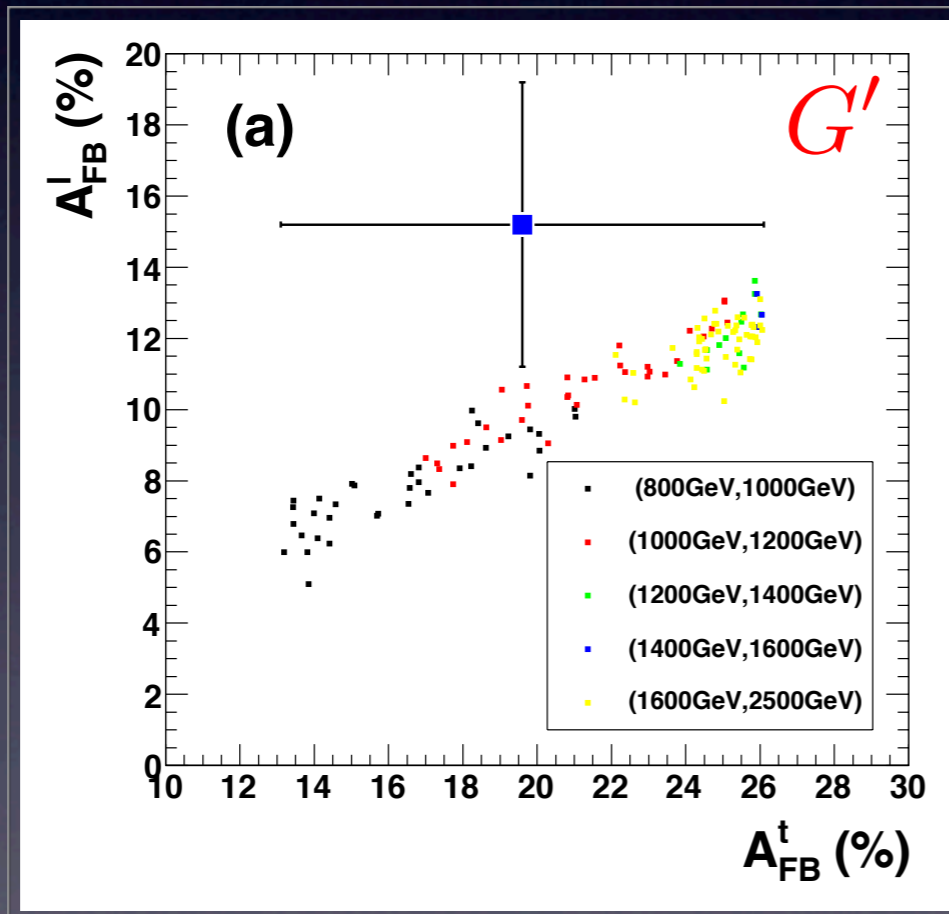 A^l_FB (%)
(a)
G′
20
18
16
14
12
10
8
6
4
2
0
(800GeV,1000GeV)
(1000GeV,1200GeV)
(1200GeV,1400GeV)
(1400GeV,1600GeV)
(1600GeV,2500GeV)
10 12 14 16 18 20 22 24 26 28 30
A^t_FB (%)